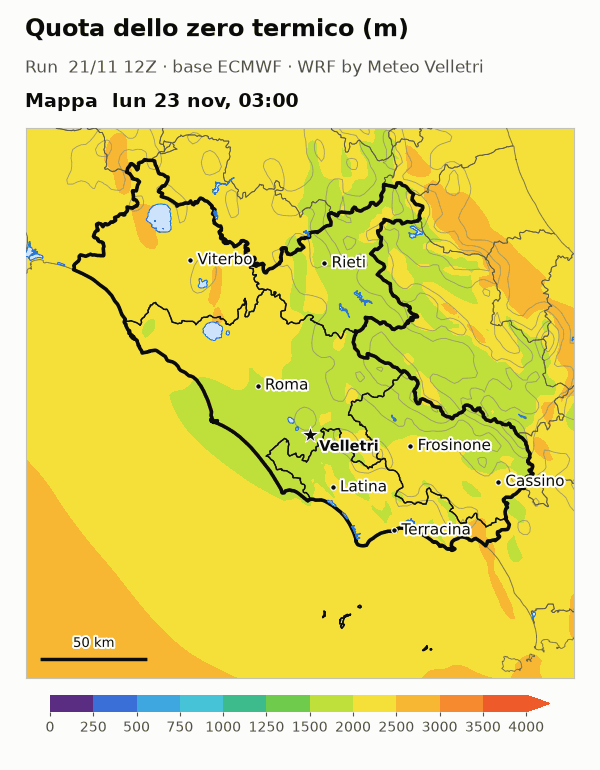 Quota dello zero termico (m)
Run 21/11 12Z · base ECMWF · WRF by Meteo Velletri
Mappa lun 23 nov, 03:00
Viterbo
Rieti
Roma
Velletri
Frosinone
Cassino
Latina
Terracina
50 km
0 250 500 750 1000 1250 1500 2000 2500 3000 3500 4000